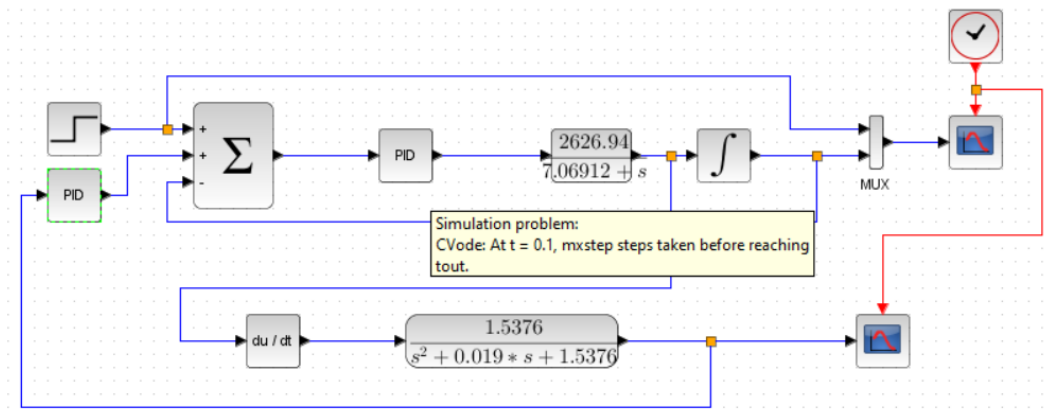 +
+
-
Σ
PID
PID
2626.94
7.06912 + s
∫
MUX
Simulation problem:
CVode: At t = 0.1, mxstep steps taken before reaching
tout.
du / dt
1.5376
s² + 0.019 * s + 1.5376